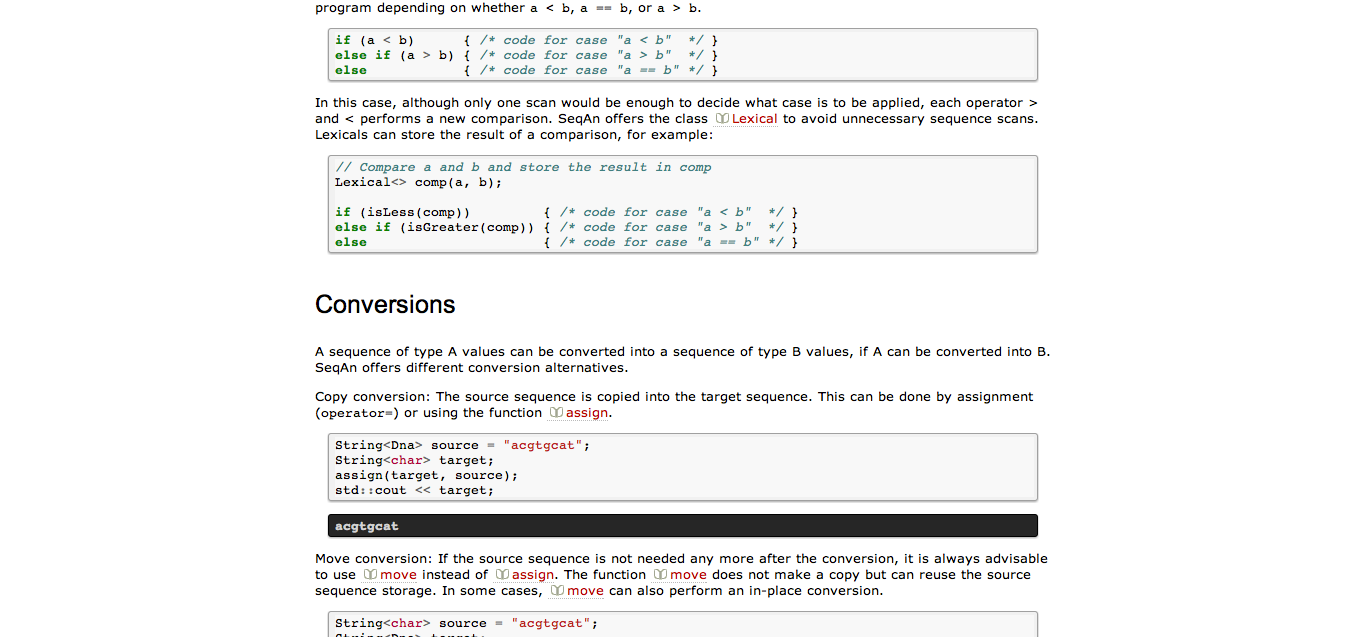 program depending on whether a < b, a == b, or a > b.
if (a < b)      { /* code for case "a < b"  */ }
else if (a > b) { /* code for case "a > b"  */ }
else            { /* code for case "a == b" */ }
In this case, although only one scan would be enough to decide what case is to be applied, each operator >
and < performs a new comparison. SeqAn offers the class Lexical to avoid unnecessary sequence scans.
Lexicals can store the result of a comparison, for example:
// Compare a and b and store the result in comp
Lexical<> comp(a, b);
if (isLess(comp))         { /* code for case "a < b"  */ }
else if (isGreater(comp)) { /* code for case "a > b"  */ }
else                      { /* code for case "a == b" */ }
Conversions
A sequence of type A values can be converted into a sequence of type B values, if A can be converted into B.
SeqAn offers different conversion alternatives.
Copy conversion: The source sequence is copied into the target sequence. This can be done by assignment
(operator=) or using the function assign.
String<Dna> source = "acgtgcat";
String<char> target;
assign(target, source);
std::cout << target;
acgtgcat
Move conversion: If the source sequence is not needed any more after the conversion, it is always advisable
to use move instead of assign. The function move does not make a copy but can reuse the source
sequence storage. In some cases, move can also perform an in-place conversion.
String<char> source = "acgtgcat";
String<Dna> target;